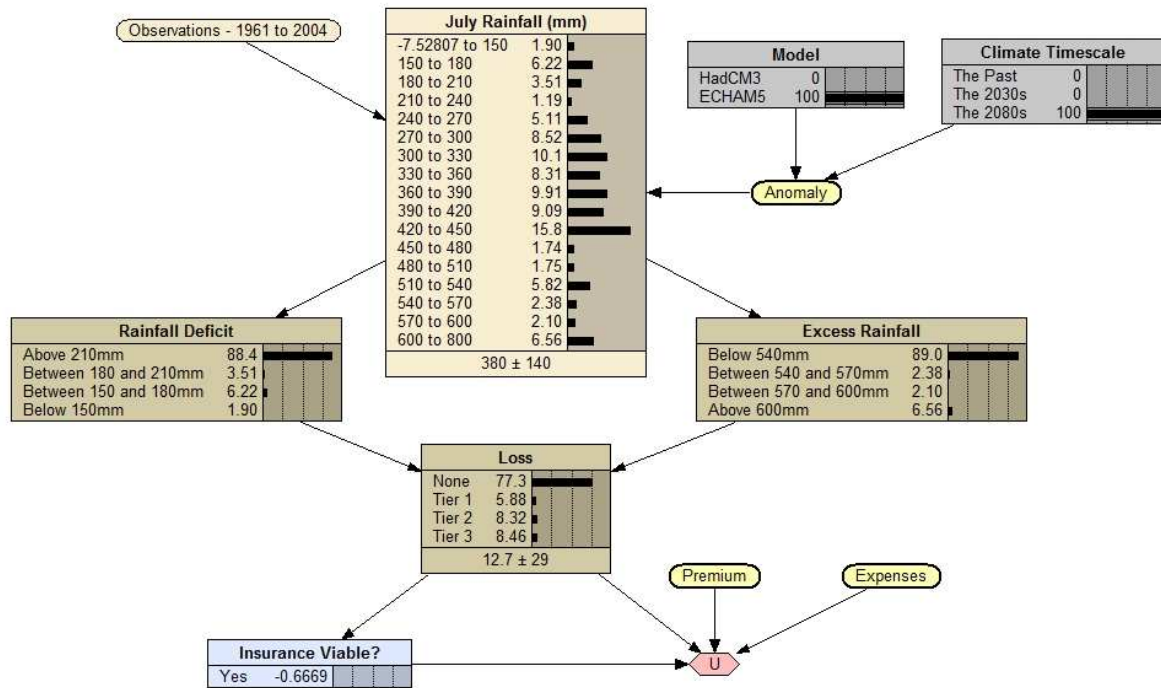 Observations - 1961 to 2004
July Rainfall (mm)
-7.52807 to 150 1.90
150 to 180 6.22
180 to 210 3.51
210 to 240 1.19
240 to 270 5.11
270 to 300 8.52
300 to 330 10.1
330 to 360 8.31
360 to 390 9.91
390 to 420 9.09
420 to 450 15.8
450 to 480 1.74
480 to 510 1.75
510 to 540 5.82
540 to 570 2.38
570 to 600 2.10
600 to 800 6.56
380 ± 140
Model
HadCM3 0
ECHAM5 100
Climate Timescale
The Past 0
The 2030s 0
The 2080s 100
Anomaly
Rainfall Deficit
Above 210mm 88.4
Between 180 and 210mm 3.51
Between 150 and 180mm 6.22
Below 150mm 1.90
Excess Rainfall
Below 540mm 89.0
Between 540 and 570mm 2.38
Between 570 and 600mm 2.10
Above 600mm 6.56
Loss
None 77.3
Tier 1 5.88
Tier 2 8.32
Tier 3 8.46
12.7 ± 29
Premium
Expenses
Insurance Viable?
Yes -0.6669
U